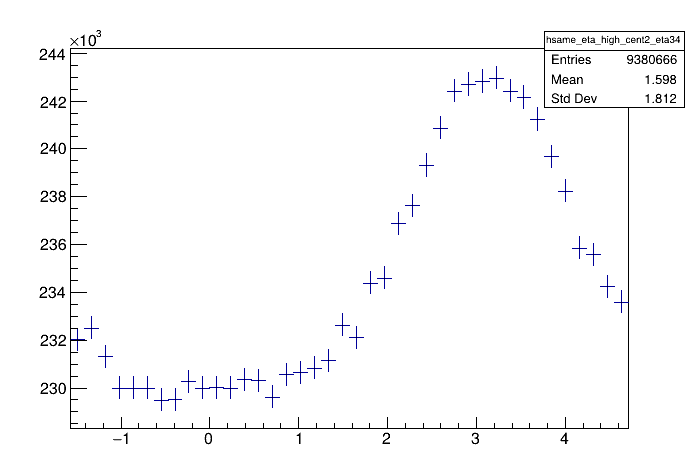 ×10³
hsame_eta_high_cent2_eta34
Entries 9380666
Mean 1.598
Std Dev 1.812
244
242
240
238
236
234
232
230
−1 0 1 2 3 4